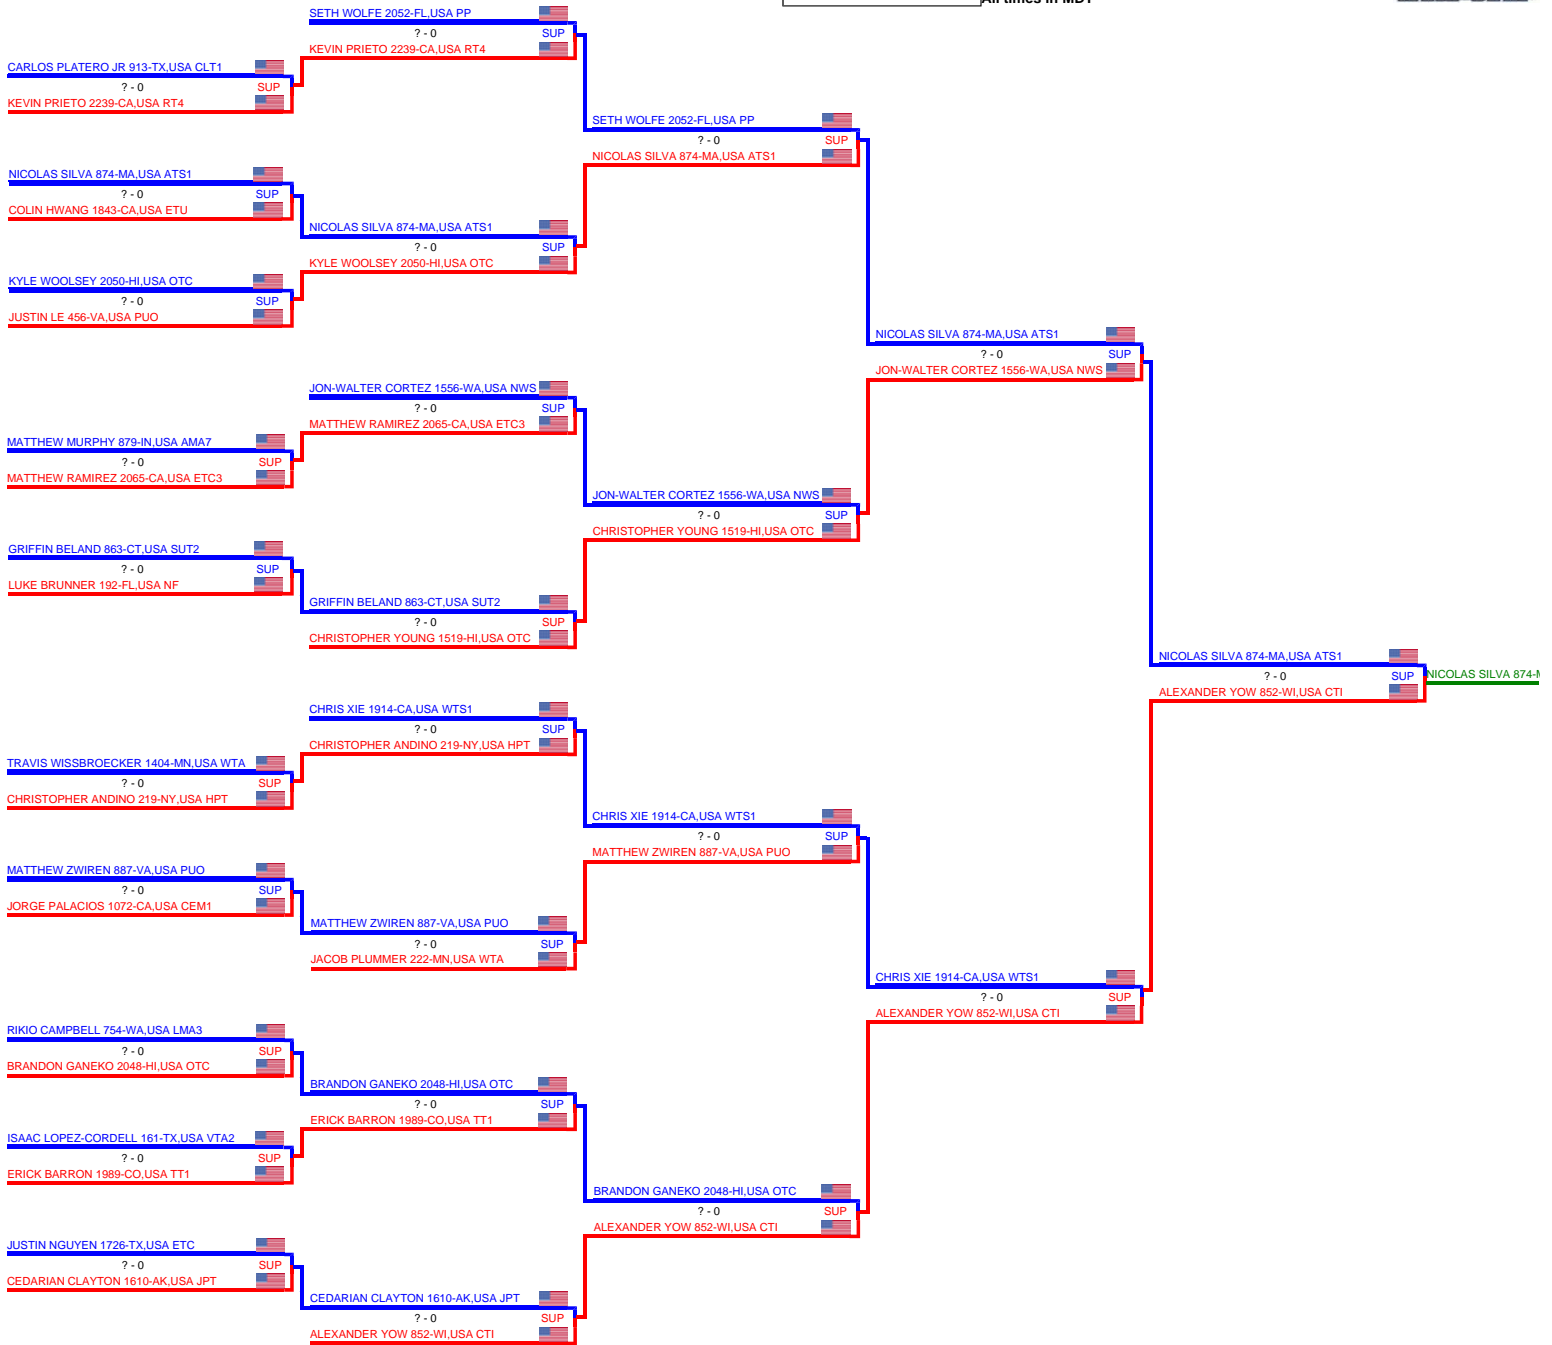 All times in MDT
SETH WOLFE 2052-FL,USA PP
? - 0 SUP
KEVIN PRIETO 2239-CA,USA RT4
CARLOS PLATERO JR 913-TX,USA CLT1
? - 0 SUP
KEVIN PRIETO 2239-CA,USA RT4
SETH WOLFE 2052-FL,USA PP
? - 0 SUP
NICOLAS SILVA 874-MA,USA ATS1
NICOLAS SILVA 874-MA,USA ATS1
? - 0 SUP
COLIN HWANG 1843-CA,USA ETU
NICOLAS SILVA 874-MA,USA ATS1
? - 0 SUP
KYLE WOOLSEY 2050-HI,USA OTC
KYLE WOOLSEY 2050-HI,USA OTC
? - 0 SUP
JUSTIN LE 456-VA,USA PUO
NICOLAS SILVA 874-MA,USA ATS1
? - 0 SUP
JON-WALTER CORTEZ 1556-WA,USA NWS
JON-WALTER CORTEZ 1556-WA,USA NWS
? - 0 SUP
MATTHEW RAMIREZ 2065-CA,USA ETC3
MATTHEW MURPHY 879-IN,USA AMA7
? - 0 SUP
MATTHEW RAMIREZ 2065-CA,USA ETC3
JON-WALTER CORTEZ 1556-WA,USA NWS
? - 0 SUP
CHRISTOPHER YOUNG 1519-HI,USA OTC
GRIFFIN BELAND 863-CT,USA SUT2
? - 0 SUP
LUKE BRUNNER 192-FL,USA NF
GRIFFIN BELAND 863-CT,USA SUT2
? - 0 SUP
CHRISTOPHER YOUNG 1519-HI,USA OTC
NICOLAS SILVA 874-MA,USA ATS1
? - 0 SUP
ALEXANDER YOW 852-WI,USA CTI
NICOLAS SILVA 874-
CHRIS XIE 1914-CA,USA WTS1
? - 0 SUP
CHRISTOPHER ANDINO 219-NY,USA HPT
TRAVIS WISSBROECKER 1404-MN,USA WTA
? - 0 SUP
CHRISTOPHER ANDINO 219-NY,USA HPT
CHRIS XIE 1914-CA,USA WTS1
? - 0 SUP
MATTHEW ZWIREN 887-VA,USA PUO
MATTHEW ZWIREN 887-VA,USA PUO
? - 0 SUP
JORGE PALACIOS 1072-CA,USA CEM1
MATTHEW ZWIREN 887-VA,USA PUO
? - 0 SUP
JACOB PLUMMER 222-MN,USA WTA
CHRIS XIE 1914-CA,USA WTS1
? - 0 SUP
ALEXANDER YOW 852-WI,USA CTI
RIKIO CAMPBELL 754-WA,USA LMA3
? - 0 SUP
BRANDON GANEKO 2048-HI,USA OTC
BRANDON GANEKO 2048-HI,USA OTC
? - 0 SUP
ERICK BARRON 1989-CO,USA TT1
ISAAC LOPEZ-CORDELL 161-TX,USA VTA2
? - 0 SUP
ERICK BARRON 1989-CO,USA TT1
BRANDON GANEKO 2048-HI,USA OTC
? - 0 SUP
ALEXANDER YOW 852-WI,USA CTI
JUSTIN NGUYEN 1726-TX,USA ETC
? - 0 SUP
CEDARIAN CLAYTON 1610-AK,USA JPT
CEDARIAN CLAYTON 1610-AK,USA JPT
? - 0 SUP
ALEXANDER YOW 852-WI,USA CTI